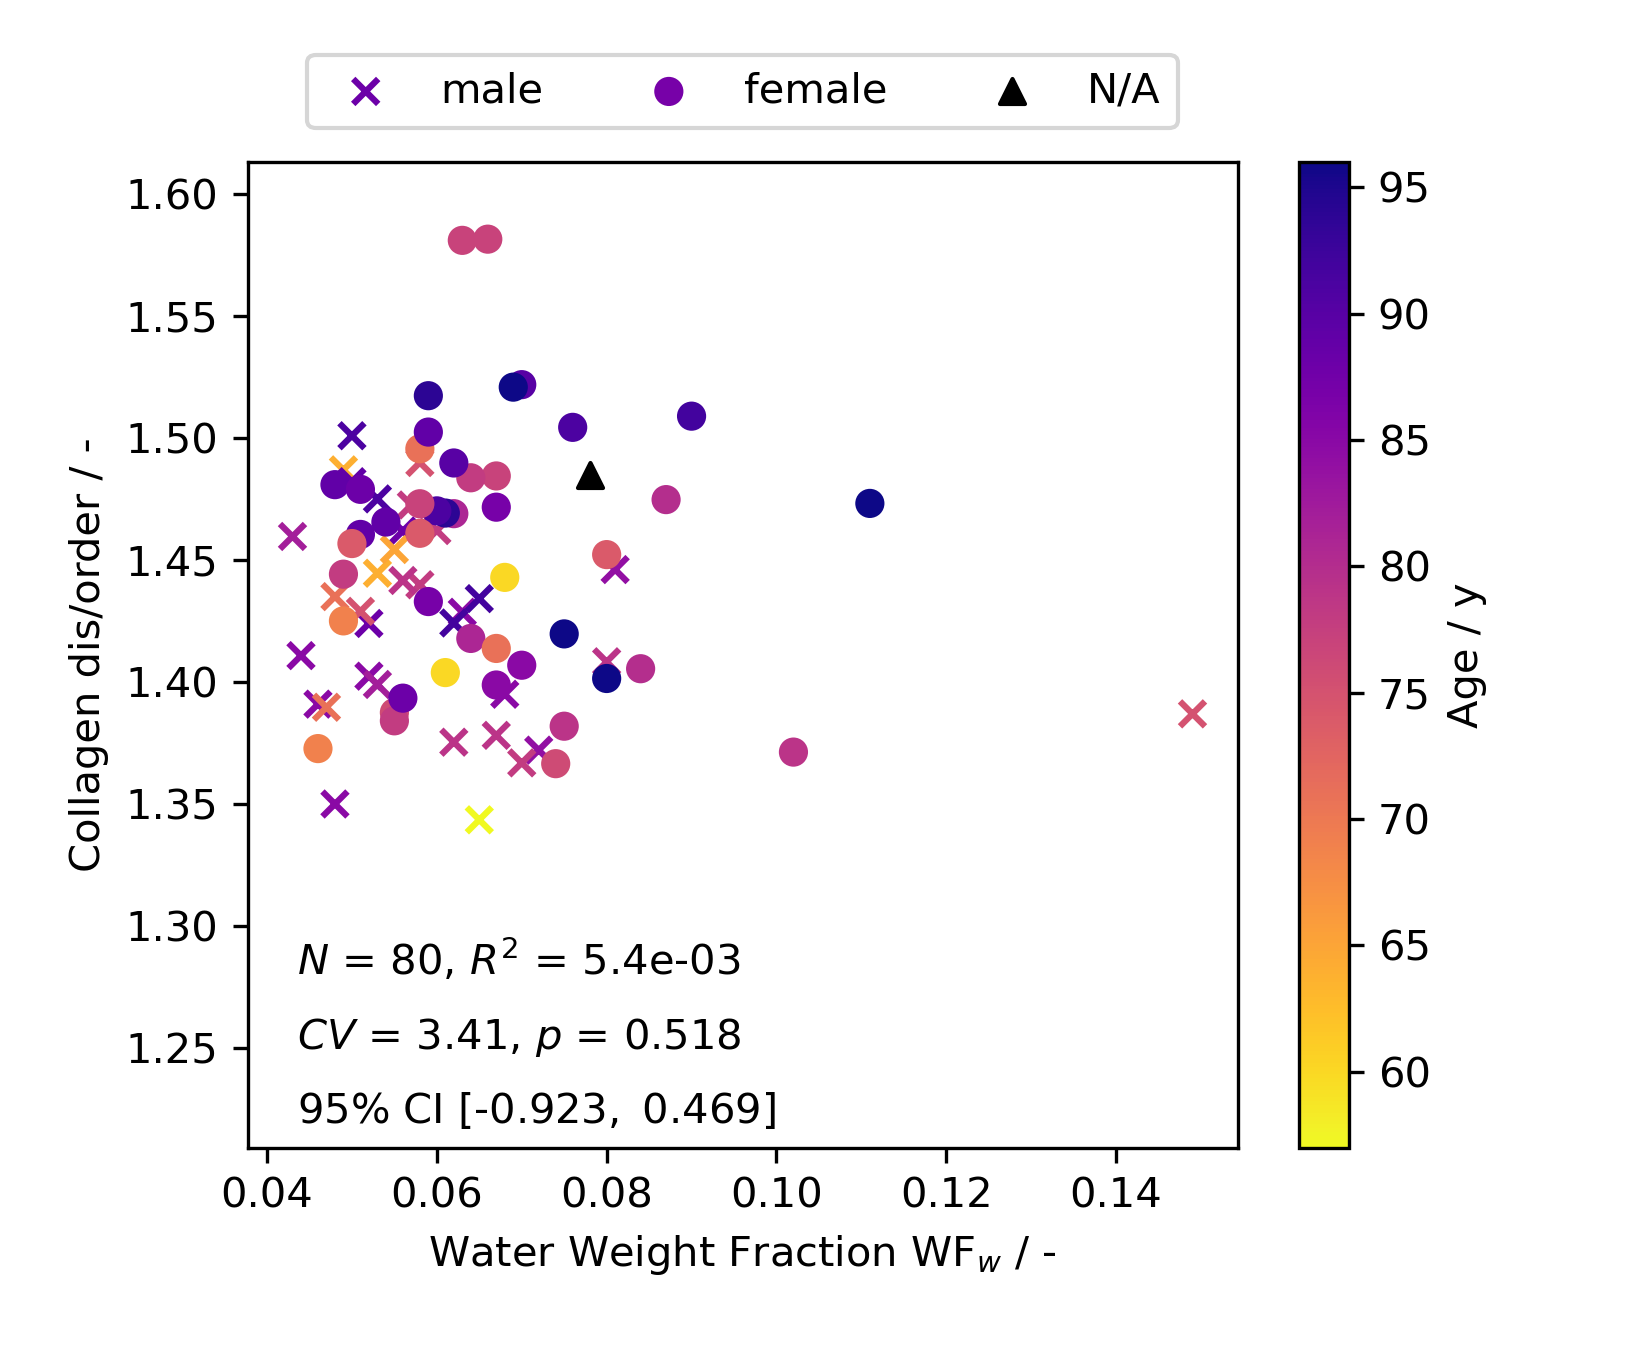 male female N/A
1.60
1.55
1.50
1.45
1.40
1.35
1.30
1.25
Collagen dis/order / -
N = 80, R² = 5.4e-03
CV = 3.41, p = 0.518
95% CI [-0.923, 0.469]
0.04 0.06 0.08 0.10 0.12 0.14
Water Weight Fraction WF_w / -
95
90
85
80
75
70
65
60
Age / y